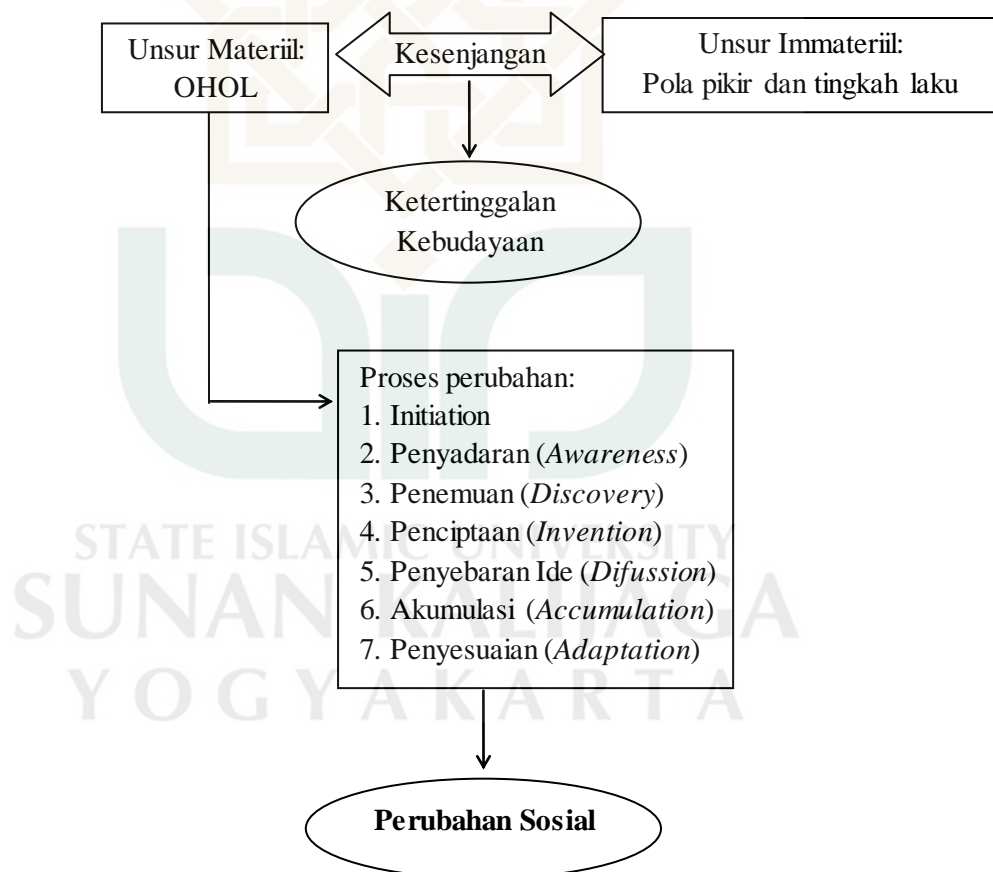 Unsur Materiil:
OHOL
Kesenjangan
Unsur Immateriil:
Pola pikir dan tingkah laku
Ketertinggalan
Kebudayaan
Proses perubahan:
1. Initiation
2. Penyadaran (Awareness)
3. Penemuan (Discovery)
4. Penciptaan (Invention)
5. Penyebaran Ide (Difussion)
6. Akumulasi (Accumulation)
7. Penyesuaian (Adaptation)
STATE ISLAMIC UNIVERSITY
SUNAN KALIJAGA
YOGYAKARTA
Perubahan Sosial